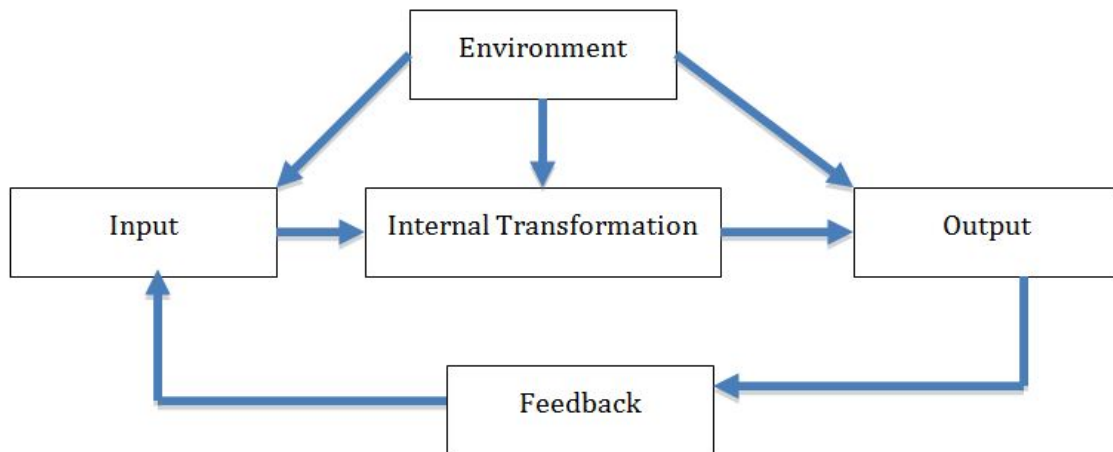 Environment
Input
Internal Transformation
Output
Feedback